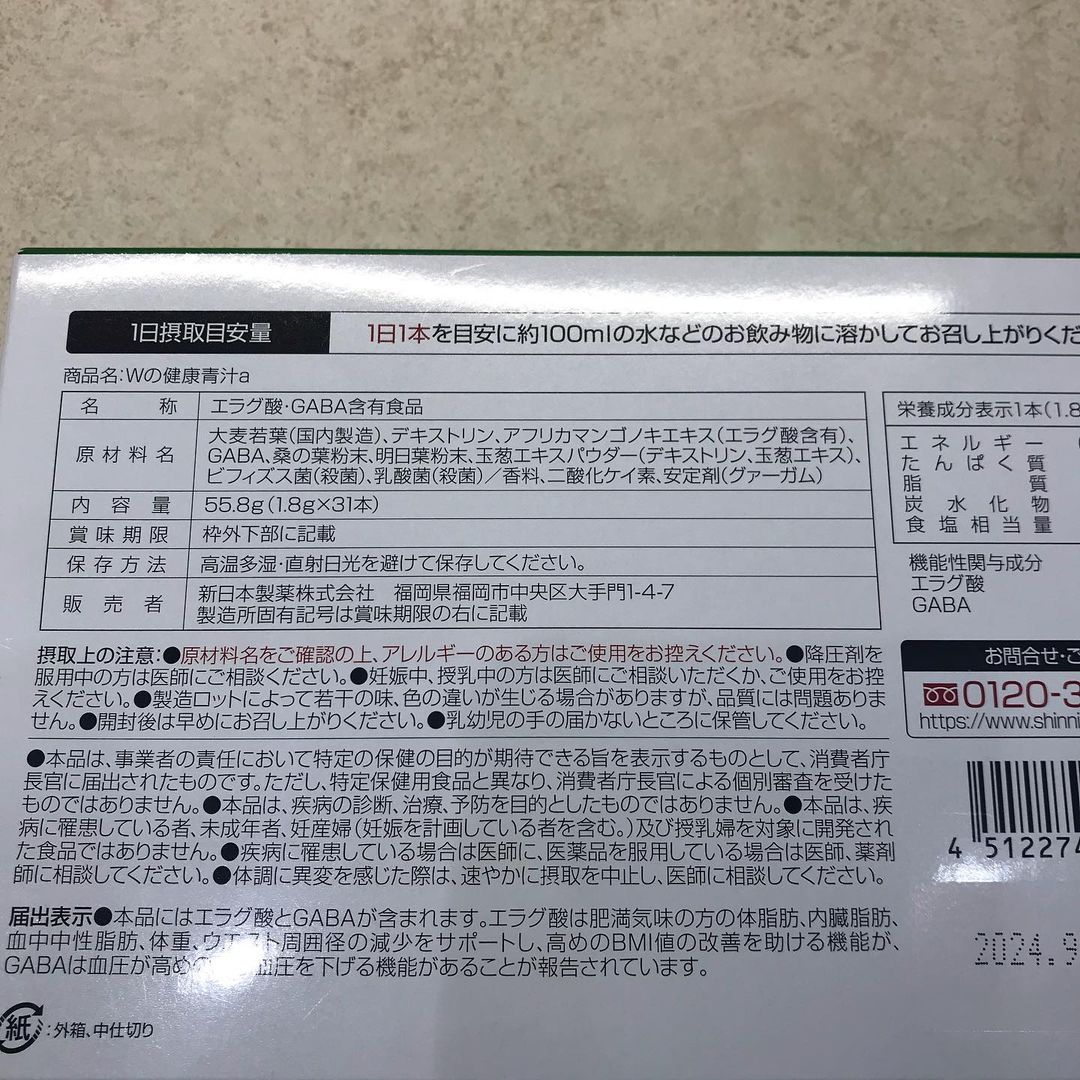 1日摂取目安量
1日1本を目安に約100mlの水などのお飲み物に溶かしてお召し上がりくだ
商品名:Wの健康青汁a
名 称 エラグ酸・GABA含有食品
原材料名 大麦若葉(国内製造)、デキストリン、アフリカマンゴノキエキス(エラグ酸含有)、
GABA、桑の葉粉末、明日葉粉末、玉葱エキスパウダー(デキストリン、玉葱エキス)、
ビフィズス菌(殺菌)、乳酸菌(殺菌)/香料、二酸化ケイ素、安定剤(グァーガム)
内容量 55.8g(1.8g×31本)
賞味期限 枠外下部に記載
保存方法 高温多湿・直射日光を避けて保存してください。
販売者 新日本製薬株式会社 福岡県福岡市中央区大手門1-4-7
製造所固有記号は賞味期限の右に記載
栄養成分表示1本(1.8
エネルギー
たんぱく質
脂質
炭水化物
食塩相当量
機能性関与成分
エラグ酸
GABA
摂取上の注意:●原材料名をご確認の上、アレルギーのある方はご使用をお控えください。●降圧剤を
服用中の方は医師にご相談ください。●妊娠中、授乳中の方は医師にご相談いただくか、ご使用をお控
えください。●製造ロットによって若干の味、色の違いが生じる場合がありますが、品質には問題ありま
せん。●開封後は早めにお召し上がりください。●乳幼児の手の届かないところに保管してください。
お問合せ・ご
0120-3
https://www.shinni
●本品は、事業者の責任において特定の保健の目的が期待できる旨を表示するものとして、消費者庁
長官に届出されたものです。ただし、特定保健用食品と異なり、消費者庁長官による個別審査を受けた
ものではありません。●本品は、疾病の診断、治療、予防を目的としたものではありません。●本品は、疾
病に罹患している者、未成年者、妊産婦(妊娠を計画している者を含む。)及び授乳婦を対象に開発され
た食品ではありません。●疾病に罹患している場合は医師に、医薬品を服用している場合は医師、薬剤
師に相談してください。●体調に異変を感じた際は、速やかに摂取を中止し、医師に相談してください。
4 512274
届出表示●本品にはエラグ酸とGABAが含まれます。エラグ酸は肥満気味の方の体脂肪、内臓脂肪、
血中中性脂肪、体重、ウエスト周囲径の減少をサポートし、高めのBMI値の改善を助ける機能が、
GABAは血圧が高めの 血圧を下げる機能があることが報告されています。
2024.9
紙:外箱、中仕切り